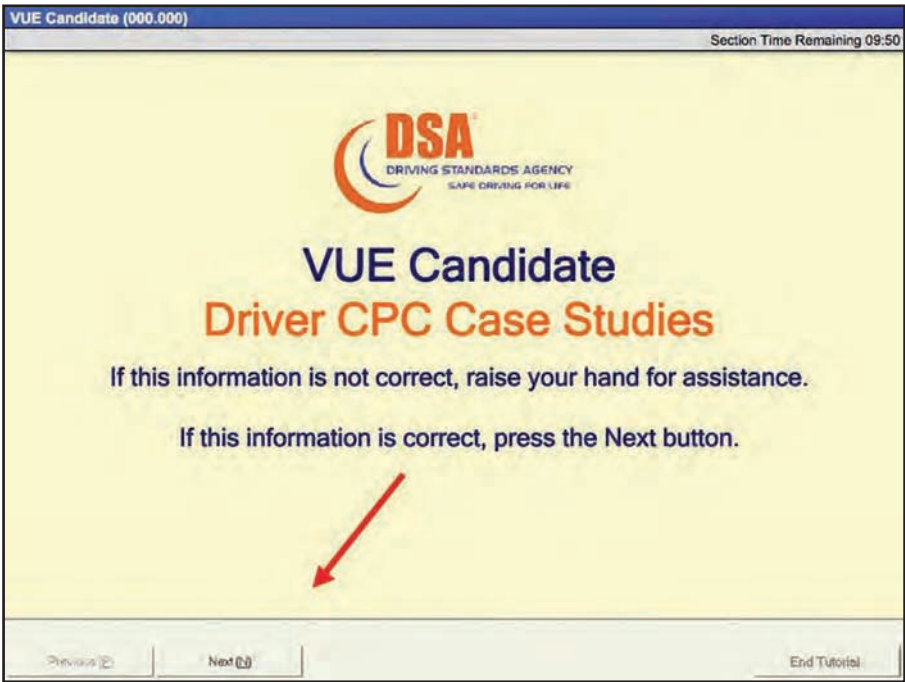 VUE Candidate (000.000)
Section Time Remaining 09:50
DSA
DRIVING STANDARDS AGENCY
SAFE DRIVING FOR LIFE
VUE Candidate
Driver CPC Case Studies
If this information is not correct, raise your hand for assistance.
If this information is correct, press the Next button.
Previous (P)
Next (N)
End Tutorial